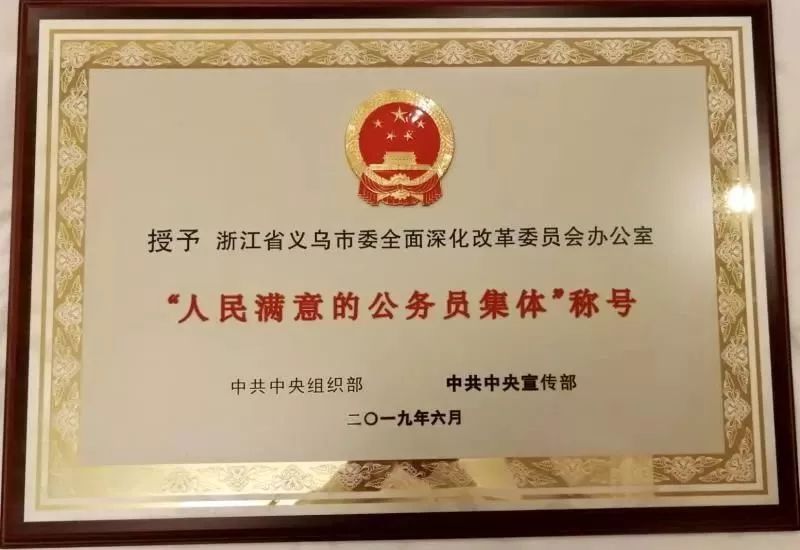 授予 浙江省义乌市委全面深化改革委员会办公室
“人民满意的公务员集体”称号
中共中央组织部 中共中央宣传部
二〇一九年六月